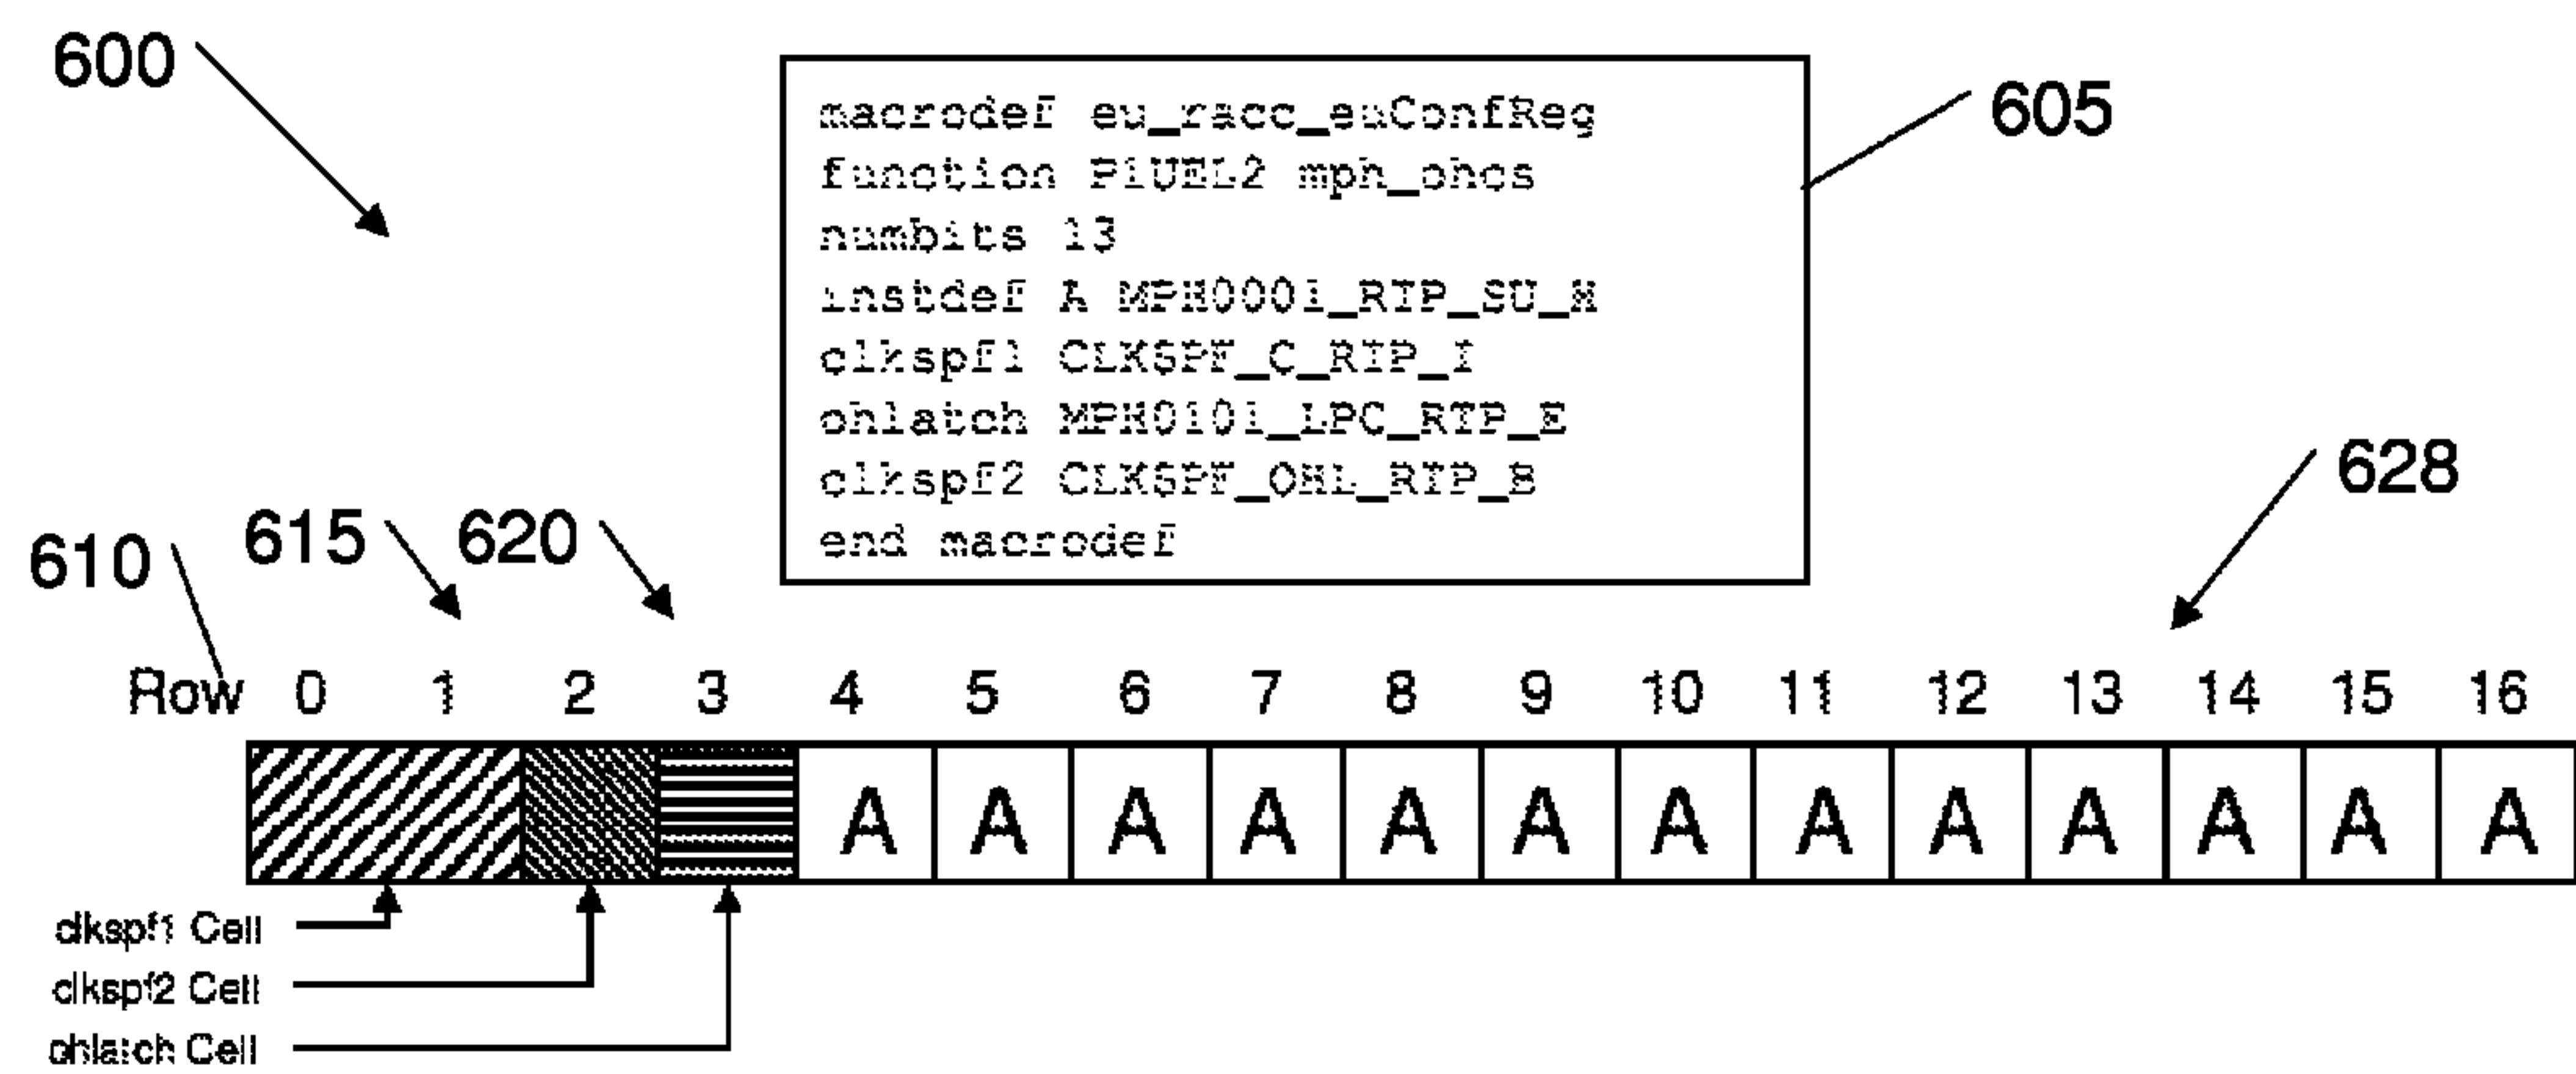 600
macrodef eu_racc_euConfReg
function P1UEL2 mph_ohcs
numbits 13
instdef A MPH0001_RTP_SU_H
clkspf1 CLKSPF_C_RTP_I
ohlatch MPH0101_LPC_RTP_E
clkspf2 CLKSPF_OHL_RTP_B
end macrodef
605
628
610 615 620
Row 0 1 2 3 4 5 6 7 8 9 10 11 12 13 14 15 16
A A A A A A A A A A A A A
clkspf1 Cell
clkspf2 Cell
ohlatch Cell